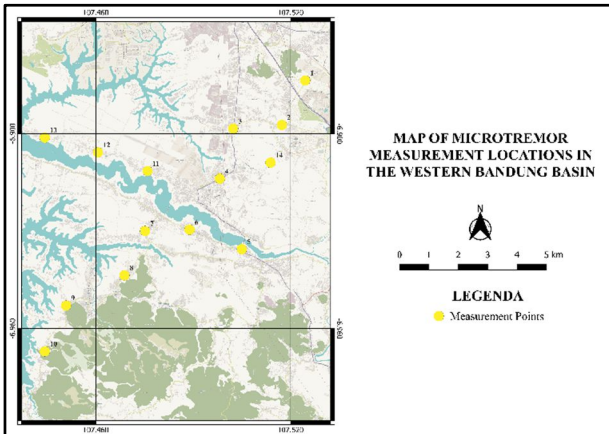 107.460 107.520
1
2
3
-6.900 -6.900
13
12
14
11
4
7 6
5
8
9
-6.960 -6.960
10
107.460 107.520
MAP OF MICROTREMOR
MEASUREMENT LOCATIONS IN
THE WESTERN BANDUNG BASIN
N
0 1 2 3 4 5 km
LEGENDA
Measurement Points